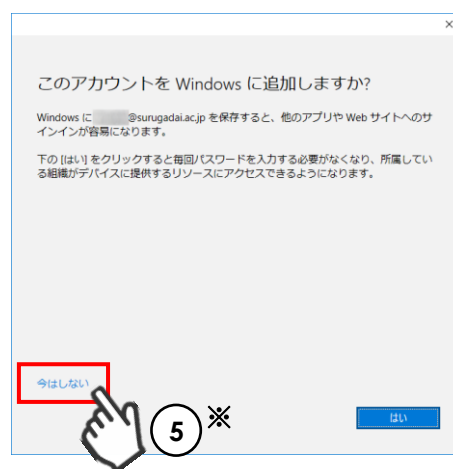 ×
このアカウントを Windows に追加しますか?
Windows に @surugadai.ac.jp を保存すると、他のアプリや Web サイトへのサ
インインが容易になります。
下の [はい] をクリックすると毎回パスワードを入力する必要がなくなり、所属してい
る組織がデバイスに提供するリソースにアクセスできるようになります。
今はしない
5 ※
はい